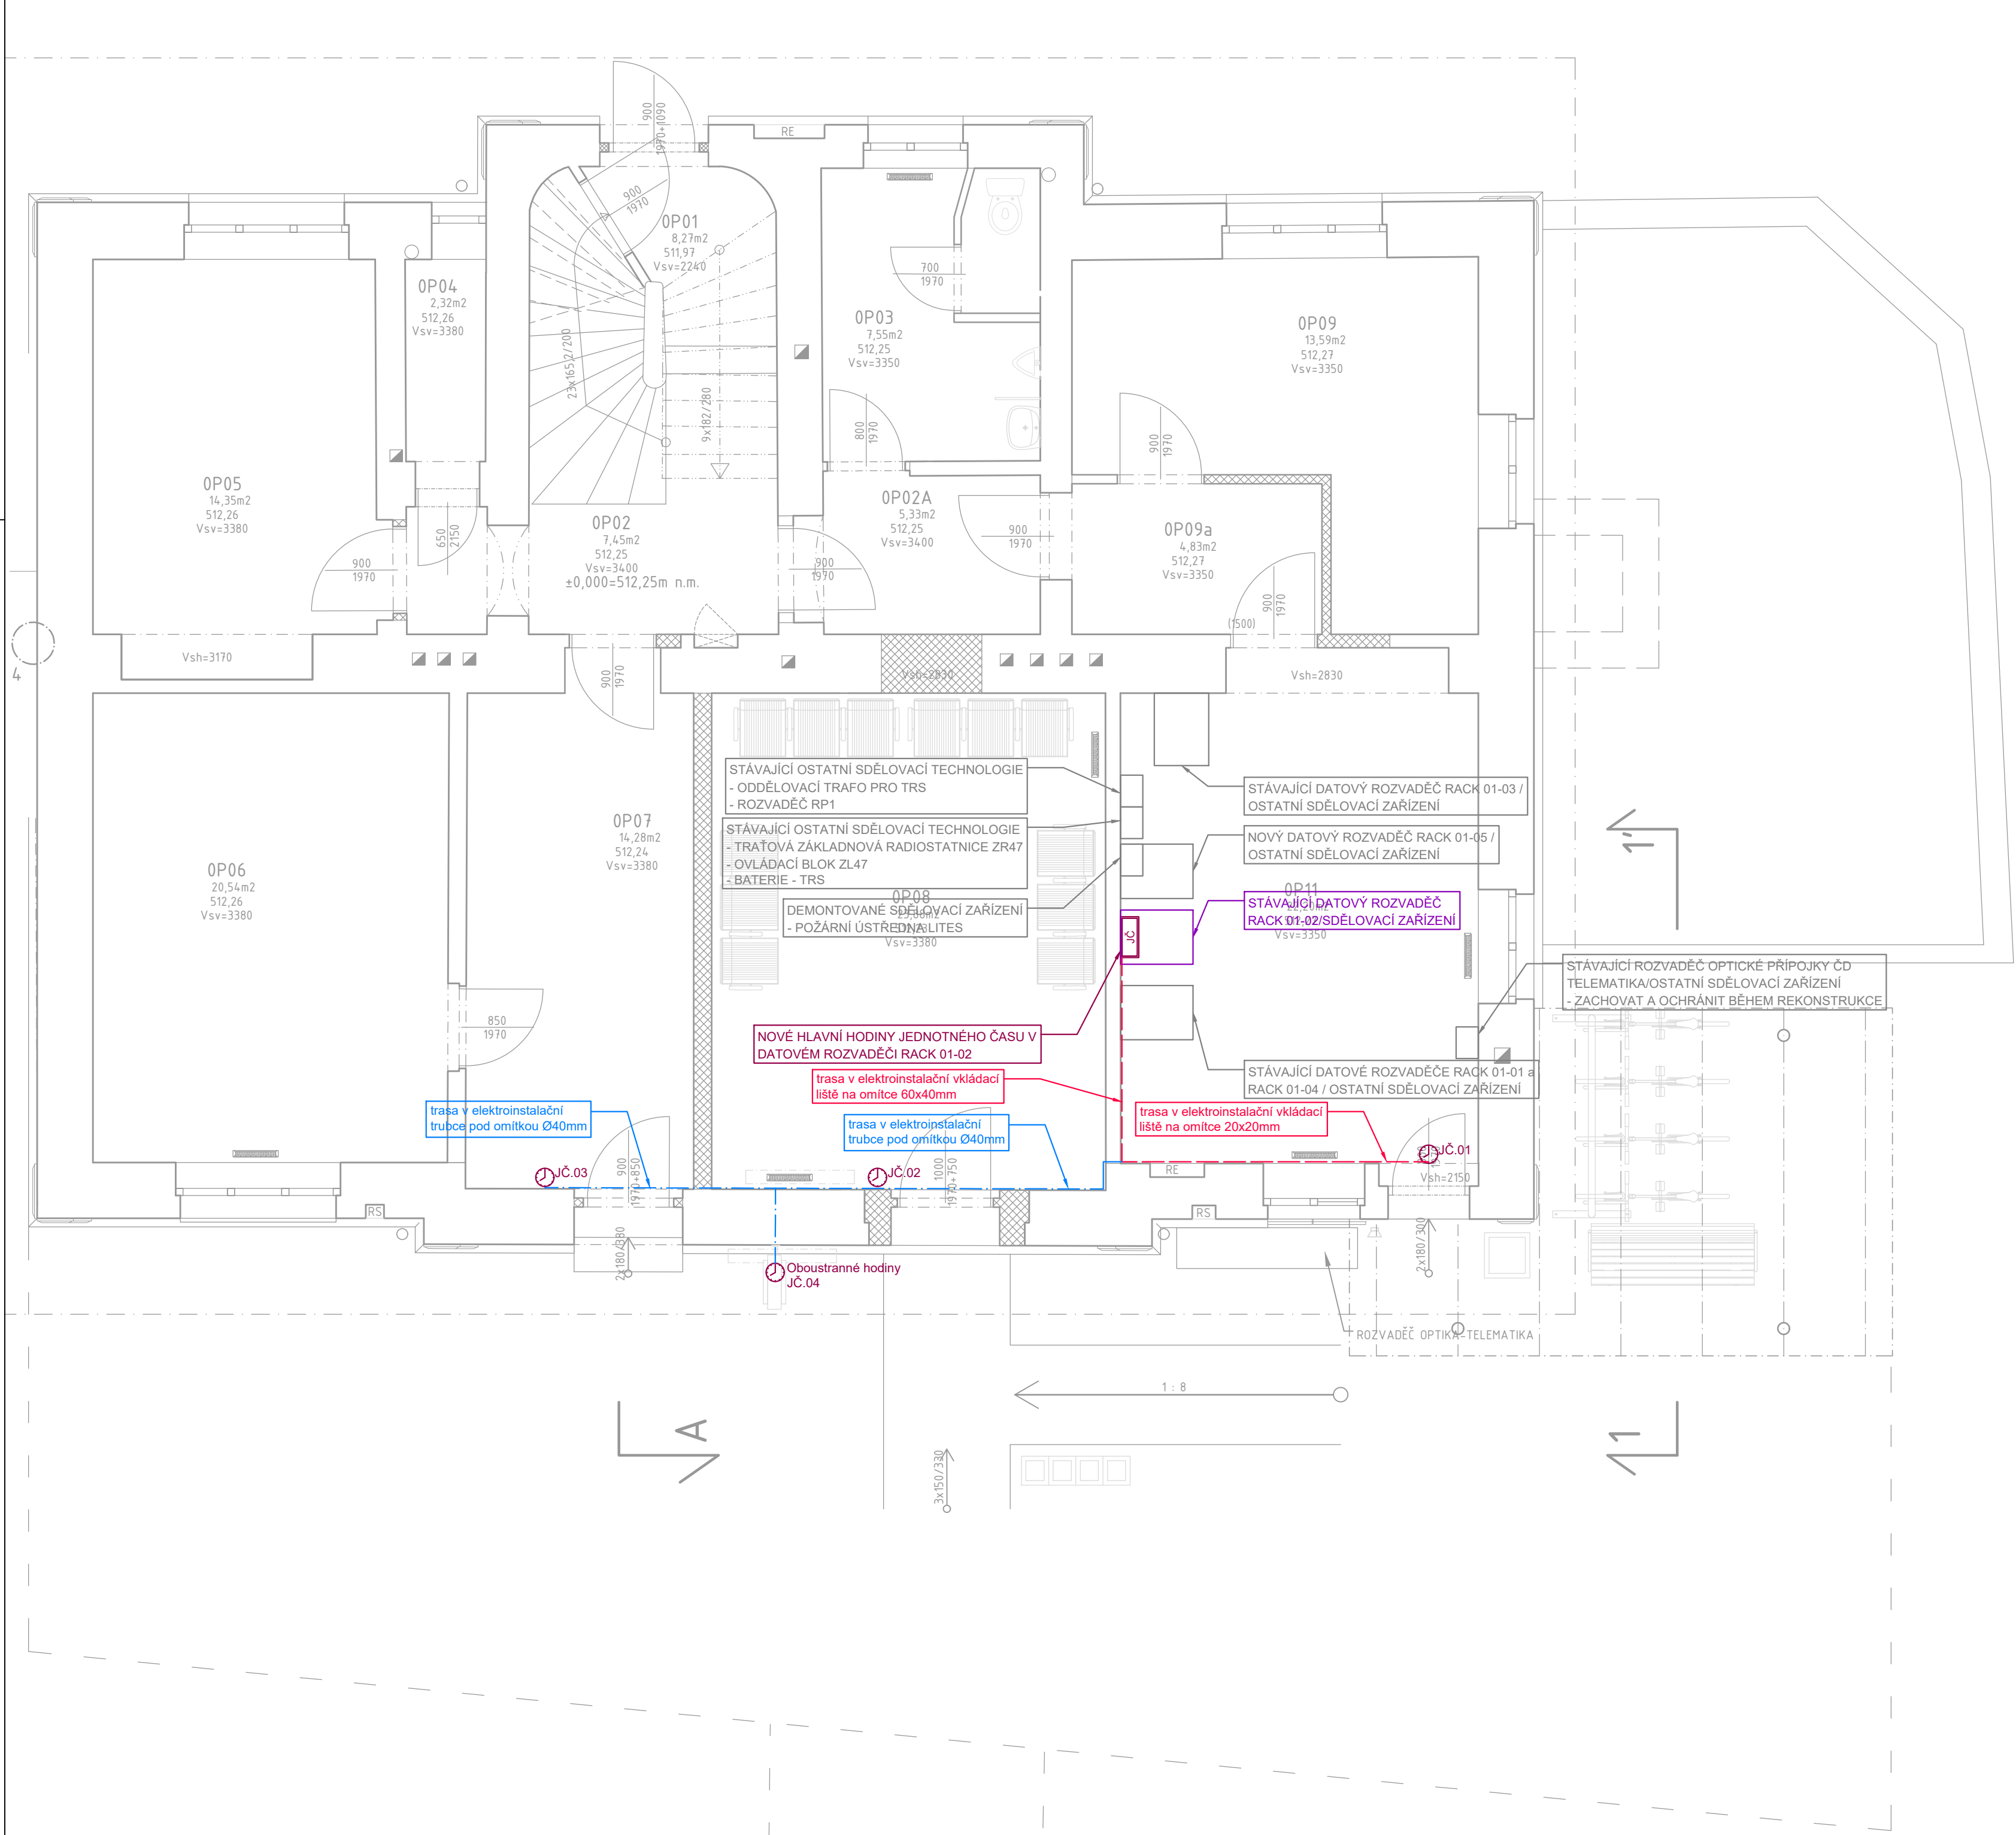 900
1970+1090
RE
900
1970
0P01
8,27m2
511,97
Vsv=2240
700
1970
0P04
2,32m2
512,26
Vsv=3380
0P03
7,55m2
512,25
Vsv=3350
0P09
13,59m2
512,27
Vsv=3350
23x165,2/200
9x182/280
800
1970
900
1970
0P05
14,35m2
512,26
Vsv=3380
0P02A
5,33m2
512,25
Vsv=3400
0P02
7,45m2
512,25
Vsv=3400
±0,000=512,25m n.m.
0P09a
4,83m2
512,27
Vsv=3350
650
2150
900
1970
900
1970
900
1970
900
1970
(1500)
4
Vsh=3170
900
1970
Vsh=2830
Vsh=2830
STÁVAJÍCÍ OSTATNÍ SDĚLOVACÍ TECHNOLOGIE
- ODDĚLOVACÍ TRAFO PRO TRS
- ROZVADĚČ RP1
STÁVAJÍCÍ DATOVÝ ROZVADĚČ RACK 01-03 /
OSTATNÍ SDĚLOVACÍ ZAŘÍZENÍ
STÁVAJÍCÍ OSTATNÍ SDĚLOVACÍ TECHNOLOGIE
- TRAŤOVÁ ZÁKLADNOVÁ RADIOSTATNICE ZR47
- OVLÁDACÍ BLOK ZL47
- BATERIE - TRS
NOVÝ DATOVÝ ROZVADĚČ RACK 01-05 /
OSTATNÍ SDĚLOVACÍ ZAŘÍZENÍ
1'
0P07
14,28m2
512,24
Vsv=3380
0P06
20,54m2
512,26
Vsv=3380
0P08
Vsv=3380
DEMONTOVANÉ SDĚLOVACÍ ZAŘÍZENÍ
- POŽÁRNÍ ÚSTŘEDNA LITES
0P11
22,20m2
Vsv=3350
STÁVAJÍCÍ DATOVÝ ROZVADĚČ
RACK 01-02/SDĚLOVACÍ ZAŘÍZENÍ
JČ
STÁVAJÍCÍ ROZVADĚČ OPTICKÉ PŘÍPOJKY ČD
TELEMATIKA/OSTATNÍ SDĚLOVACÍ ZAŘÍZENÍ
- ZACHOVAT A OCHRÁNIT BĚHEM REKONSTRUKCE
850
1970
NOVÉ HLAVNÍ HODINY JEDNOTNÉHO ČASU V
DATOVÉM ROZVADĚČI RACK 01-02
STÁVAJÍCÍ DATOVÉ ROZVADĚČE RACK 01-01 a
RACK 01-04 / OSTATNÍ SDĚLOVACÍ ZAŘÍZENÍ
trasa v elektroinstalační vkládací
liště na omítce 60x40mm
trasa v elektroinstalační
trubce pod omítkou Ø40mm
trasa v elektroinstalační
trubce pod omítkou Ø40mm
trasa v elektroinstalační vkládací
liště na omítce 20x20mm
JČ.03
900
1970+850
JČ.02
1000
1970+750
RE
JČ.01
Vsh=2150
RS
RS
2x180/380
2x180/300
Oboustranné hodiny
JČ.04
ROZVADĚČ OPTIKA-TELEMATIKA
1 : 8
A
1
3x150/330